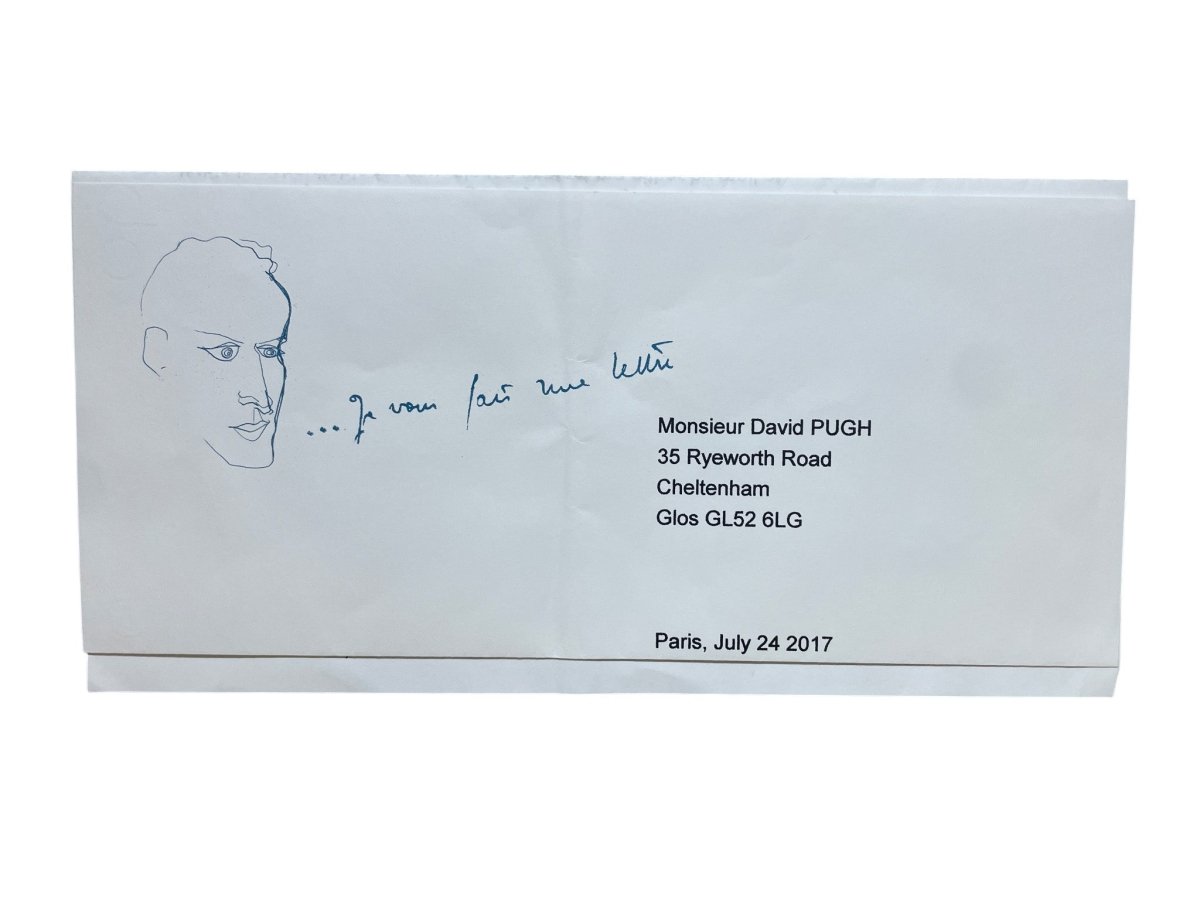 ...Je vous fais une lettre
Monsieur David PUGH
35 Ryeworth Road
Cheltenham
Glos GL52 6LG
Paris, July 24 2017